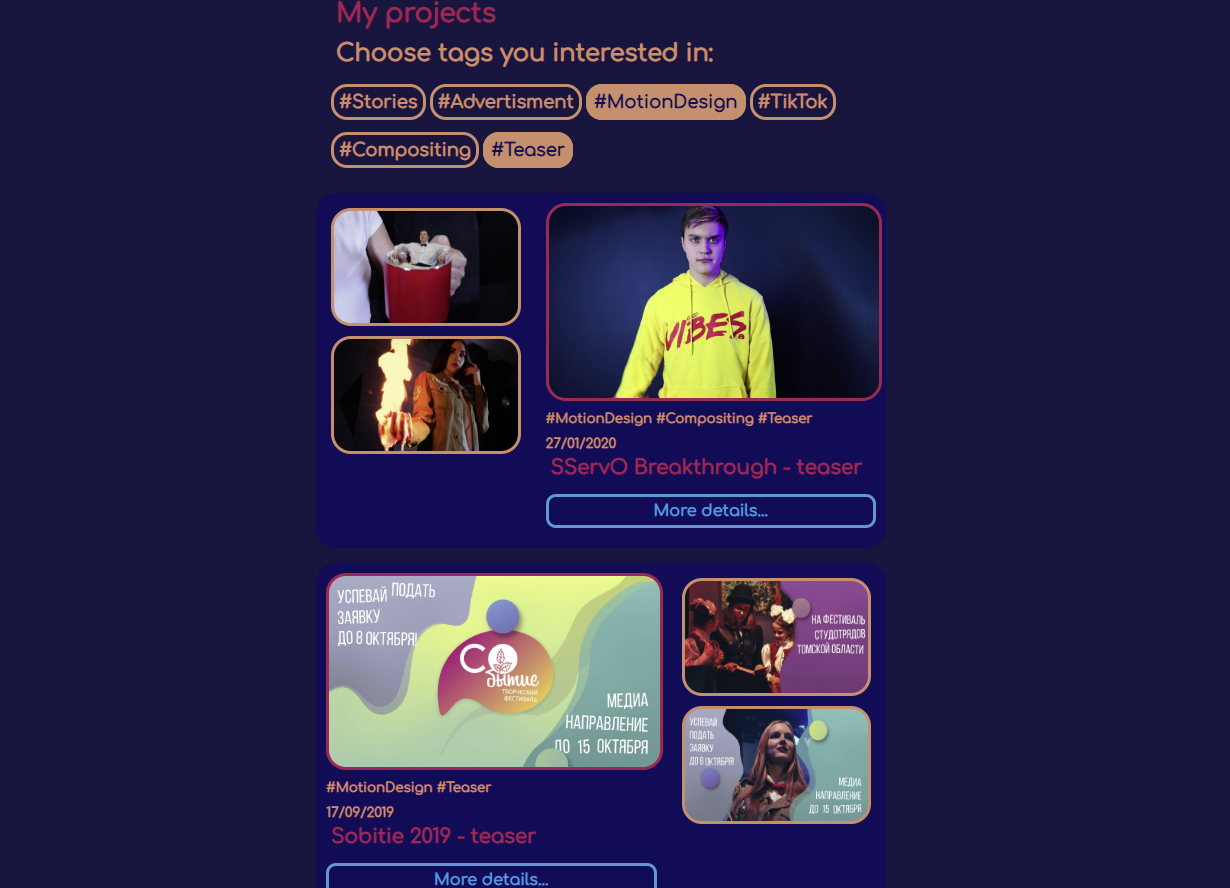 My projects
Choose tags you interested in:
#Stories #Advertisment #MotionDesign #TikTok
#Compositing #Teaser
VIBES
#MotionDesign #Compositing #Teaser
27/01/2020
SServO Breakthrough - teaser
More details...
УСПЕВАЙ ПОДАТЬ
ЗАЯВКУ
ДО 8 ОКТЯБРЯ!
СО
бытие
ТВОРЧЕСКИЙ
ФЕСТИВАЛЬ
МЕДИА
НАПРАВЛЕНИЕ
ДО 15 ОКТЯБРЯ
#MotionDesign #Teaser
17/09/2019
Sobitie 2019 - teaser
More details...
НА ФЕСТИВАЛЬ
СТУДОТРЯДОВ
ТОМСКОЙ ОБЛАСТИ
УСПЕВАЙ
ПОДАТЬ
ЗАЯВКУ
ДО 8 ОКТЯБРЯ!
МЕДИА
НАПРАВЛЕНИЕ
ДО 15 ОКТЯБРЯ